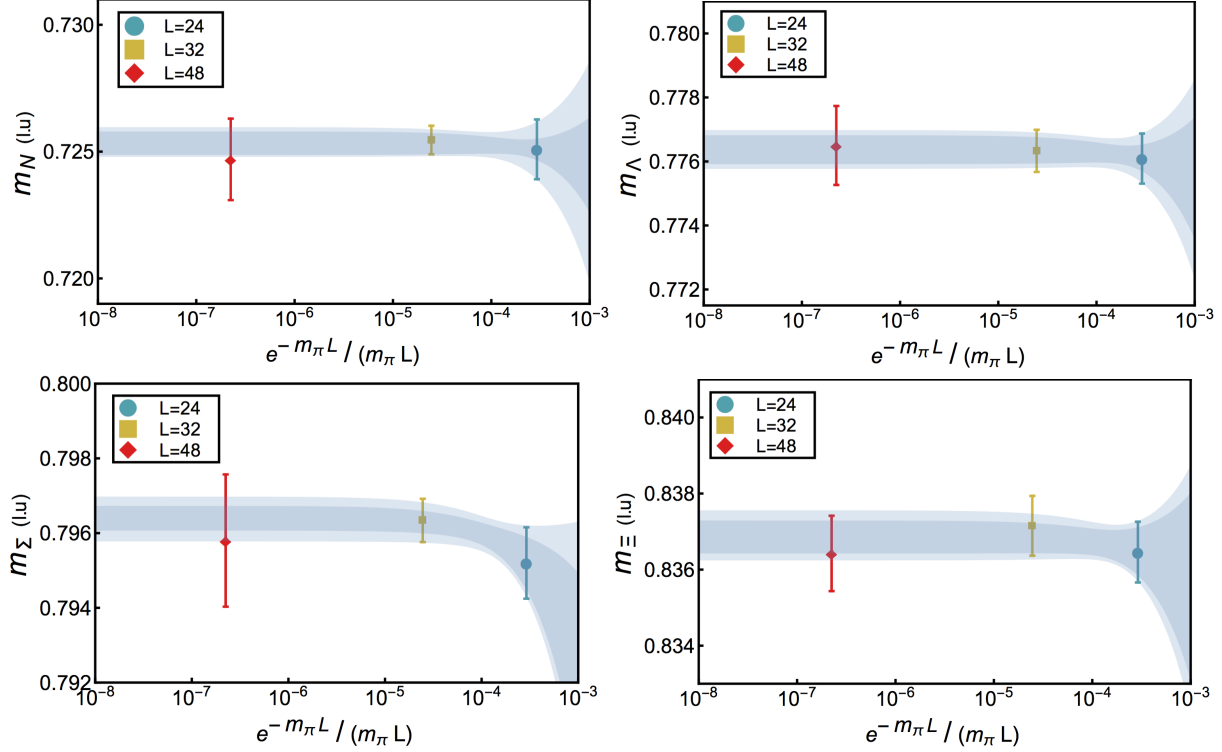 0.730
0.725
0.720
m_N (l.u)
L=24
L=32
L=48
10⁻⁸ 10⁻⁷ 10⁻⁶ 10⁻⁵ 10⁻⁴ 10⁻³
e^{-m_π L} / (m_π L)
0.780
0.778
0.776
0.774
0.772
m_Λ (l.u)
L=24
L=32
L=48
10⁻⁸ 10⁻⁷ 10⁻⁶ 10⁻⁵ 10⁻⁴ 10⁻³
e^{-m_π L} / (m_π L)
0.800
0.798
0.796
0.794
0.792
m_Σ (l.u)
L=24
L=32
L=48
10⁻⁸ 10⁻⁷ 10⁻⁶ 10⁻⁵ 10⁻⁴ 10⁻³
e^{-m_π L} / (m_π L)
0.840
0.838
0.836
0.834
m_Ξ (l.u)
L=24
L=32
L=48
10⁻⁸ 10⁻⁷ 10⁻⁶ 10⁻⁵ 10⁻⁴ 10⁻³
e^{-m_π L} / (m_π L)